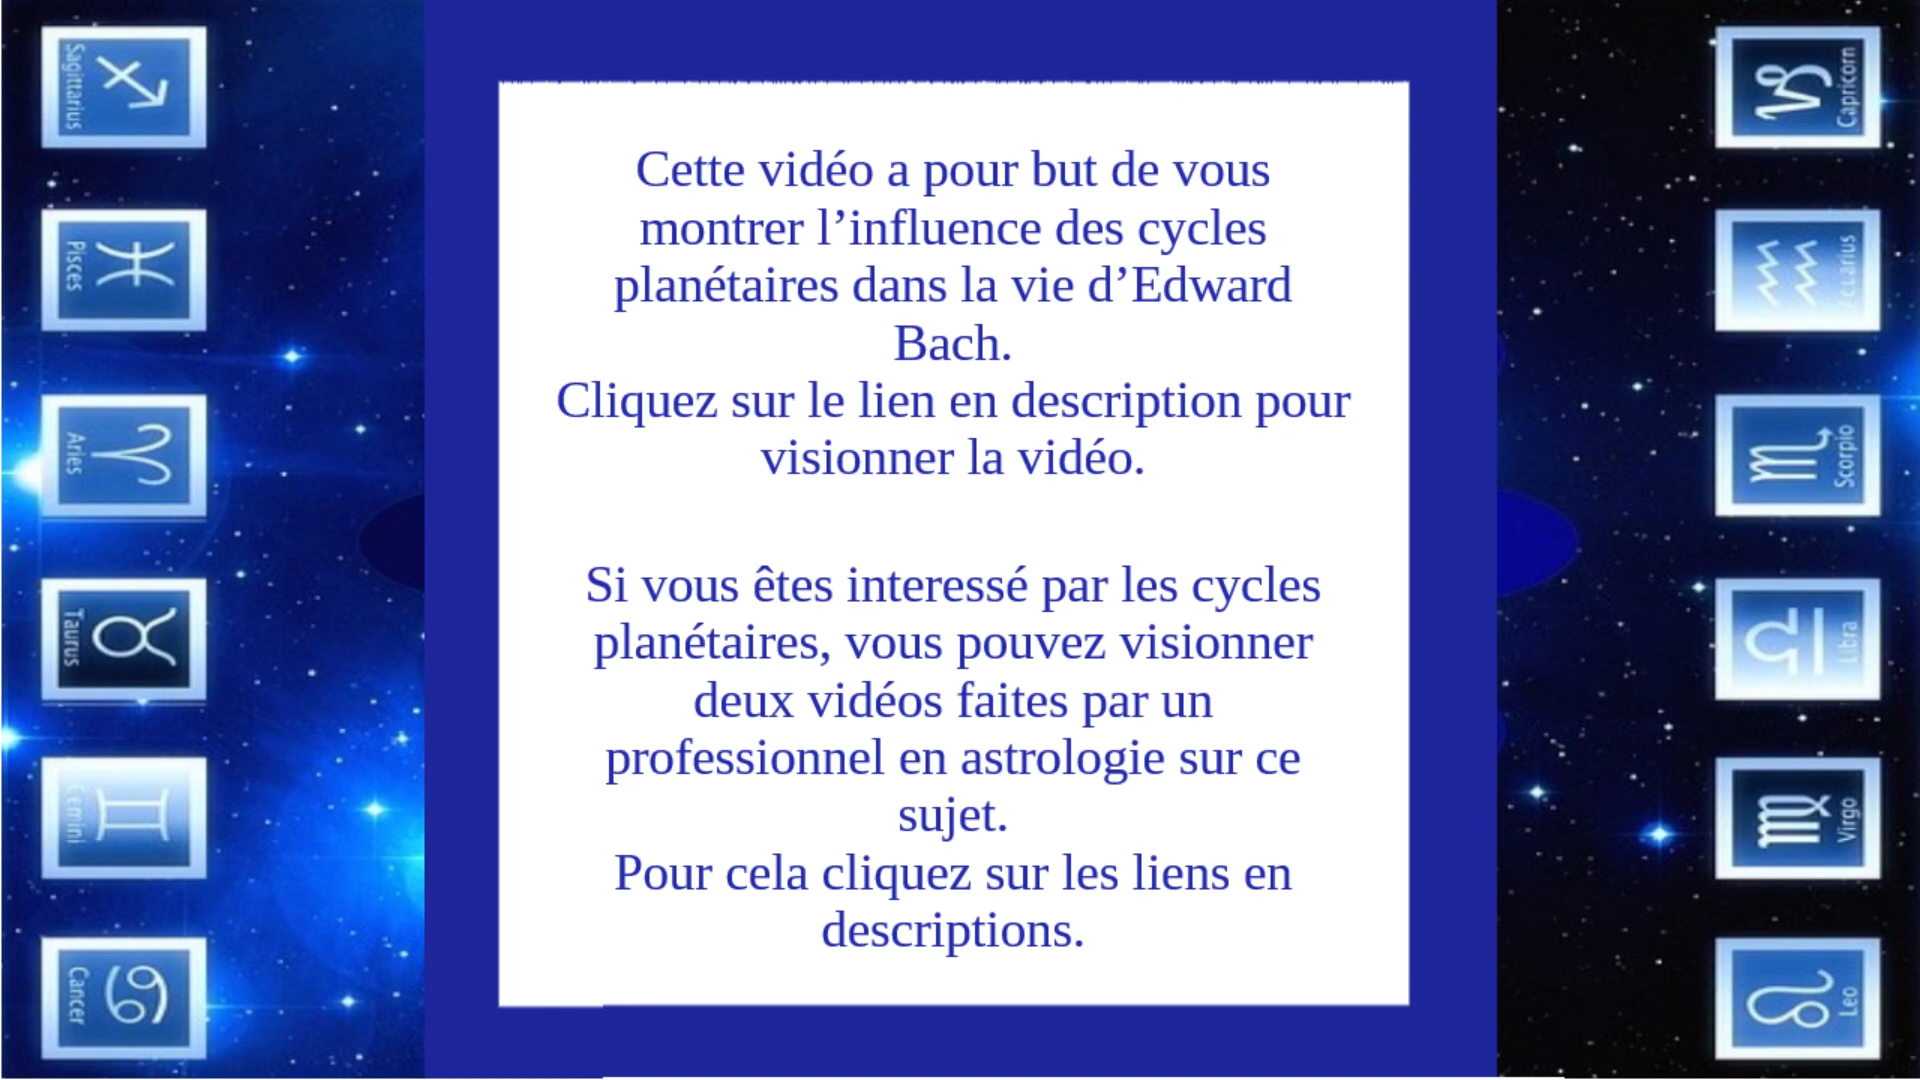 Sagittarius
Pisces
Aries
Taurus
Gemini
Cancer
Cette vidéo a pour but de vous
montrer l’influence des cycles
planétaires dans la vie d’Edward
Bach.
Cliquez sur le lien en description pour
visionner la vidéo.
Si vous êtes interessé par les cycles
planétaires, vous pouvez visionner
deux vidéos faites par un
professionnel en astrologie sur ce
sujet.
Pour cela cliquez sur les liens en
descriptions.
Capricorn
Scorpio
Libra
Virgo
Leo